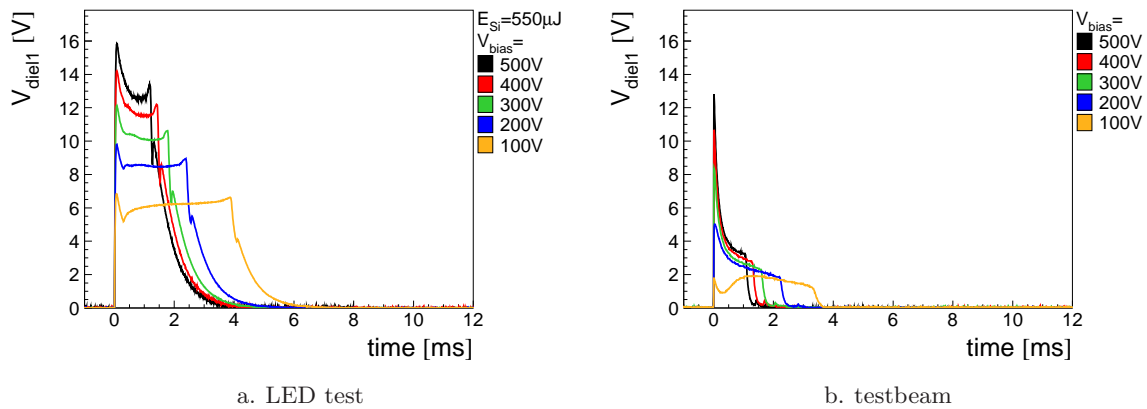 V_diel1 [V]
16
14
12
10
8
6
4
2
0
0 2 4 6 8 10 12
time [ms]
E_Si=550μJ
V_bias=
500V
400V
300V
200V
100V
a. LED test
V_diel1 [V]
16
14
12
10
8
6
4
2
0
0 2 4 6 8 10 12
time [ms]
V_bias=
500V
400V
300V
200V
100V
b. testbeam